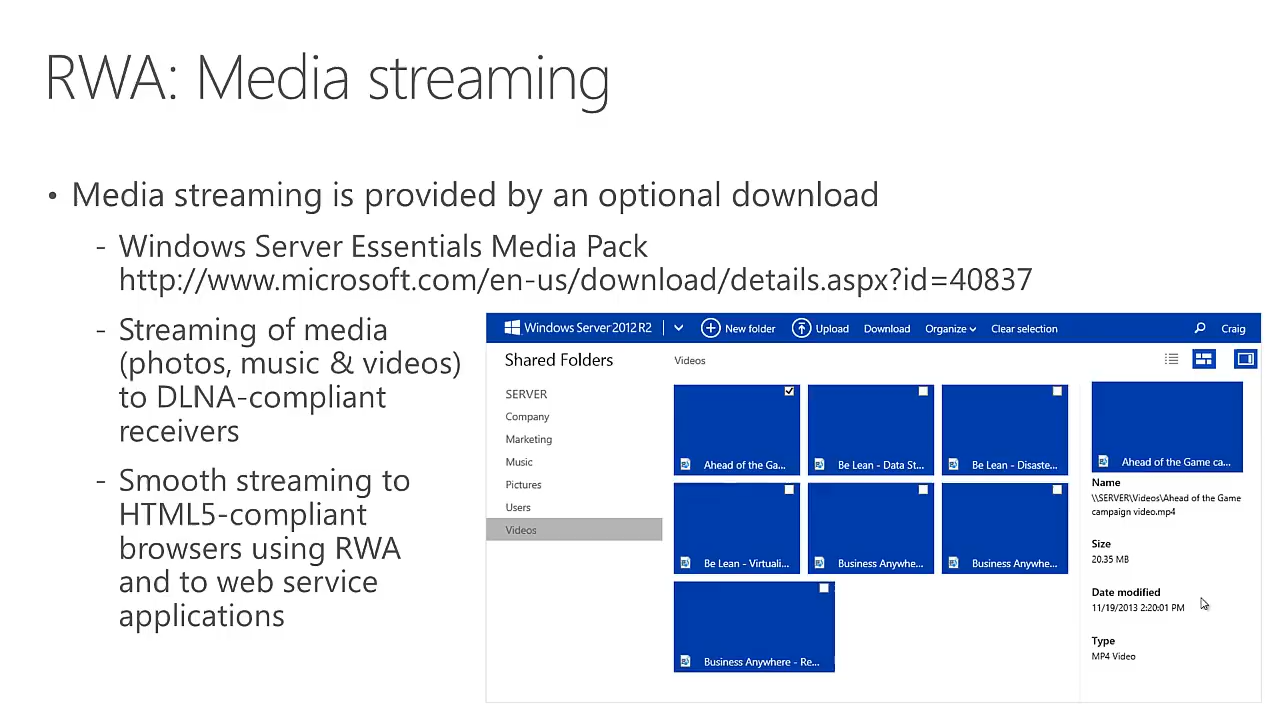 RWA: Media streaming
• Media streaming is provided by an optional download
- Windows Server Essentials Media Pack
http://www.microsoft.com/en-us/download/details.aspx?id=40837
- Streaming of media
(photos, music & videos)
to DLNA-compliant
receivers
- Smooth streaming to
HTML5-compliant
browsers using RWA
and to web service
applications
Windows Server 2012 R2 New folder Upload Download Organize Clear selection Craig
Shared Folders
SERVER
Company
Marketing
Music
Pictures
Users
Videos
Videos
Ahead of the Ga... Be Lean - Data St... Be Lean - Disaste...
Be Lean - Virtuali... Business Anywhe... Business Anywhe...
Business Anywhere - Re...
Ahead of the Game ca...
Name
\\SERVER\Videos\Ahead of the Game
campaign video.mp4
Size
20.35 MB
Date modified
11/19/2013 2:20:01 PM
Type
MP4 Video